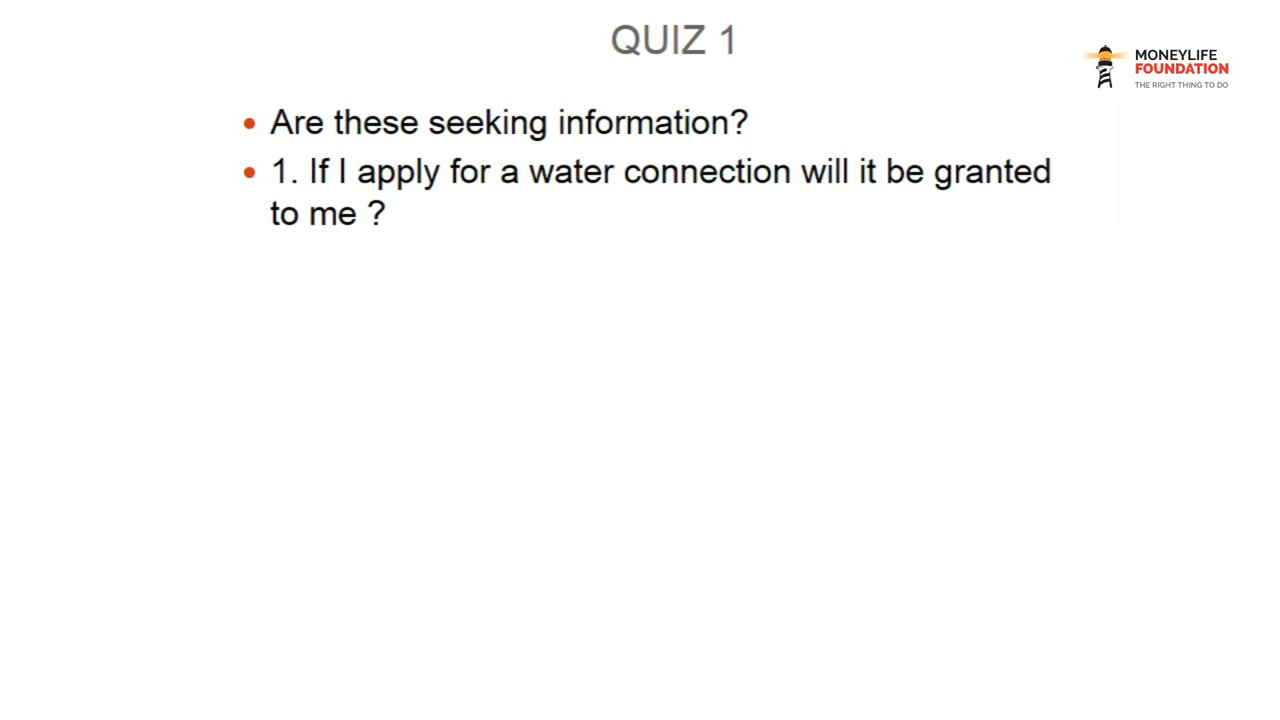 QUIZ 1
MONEYLIFE
FOUNDATION
THE RIGHT THING TO DO
• Are these seeking information?
• 1. If I apply for a water connection will it be granted
to me ?